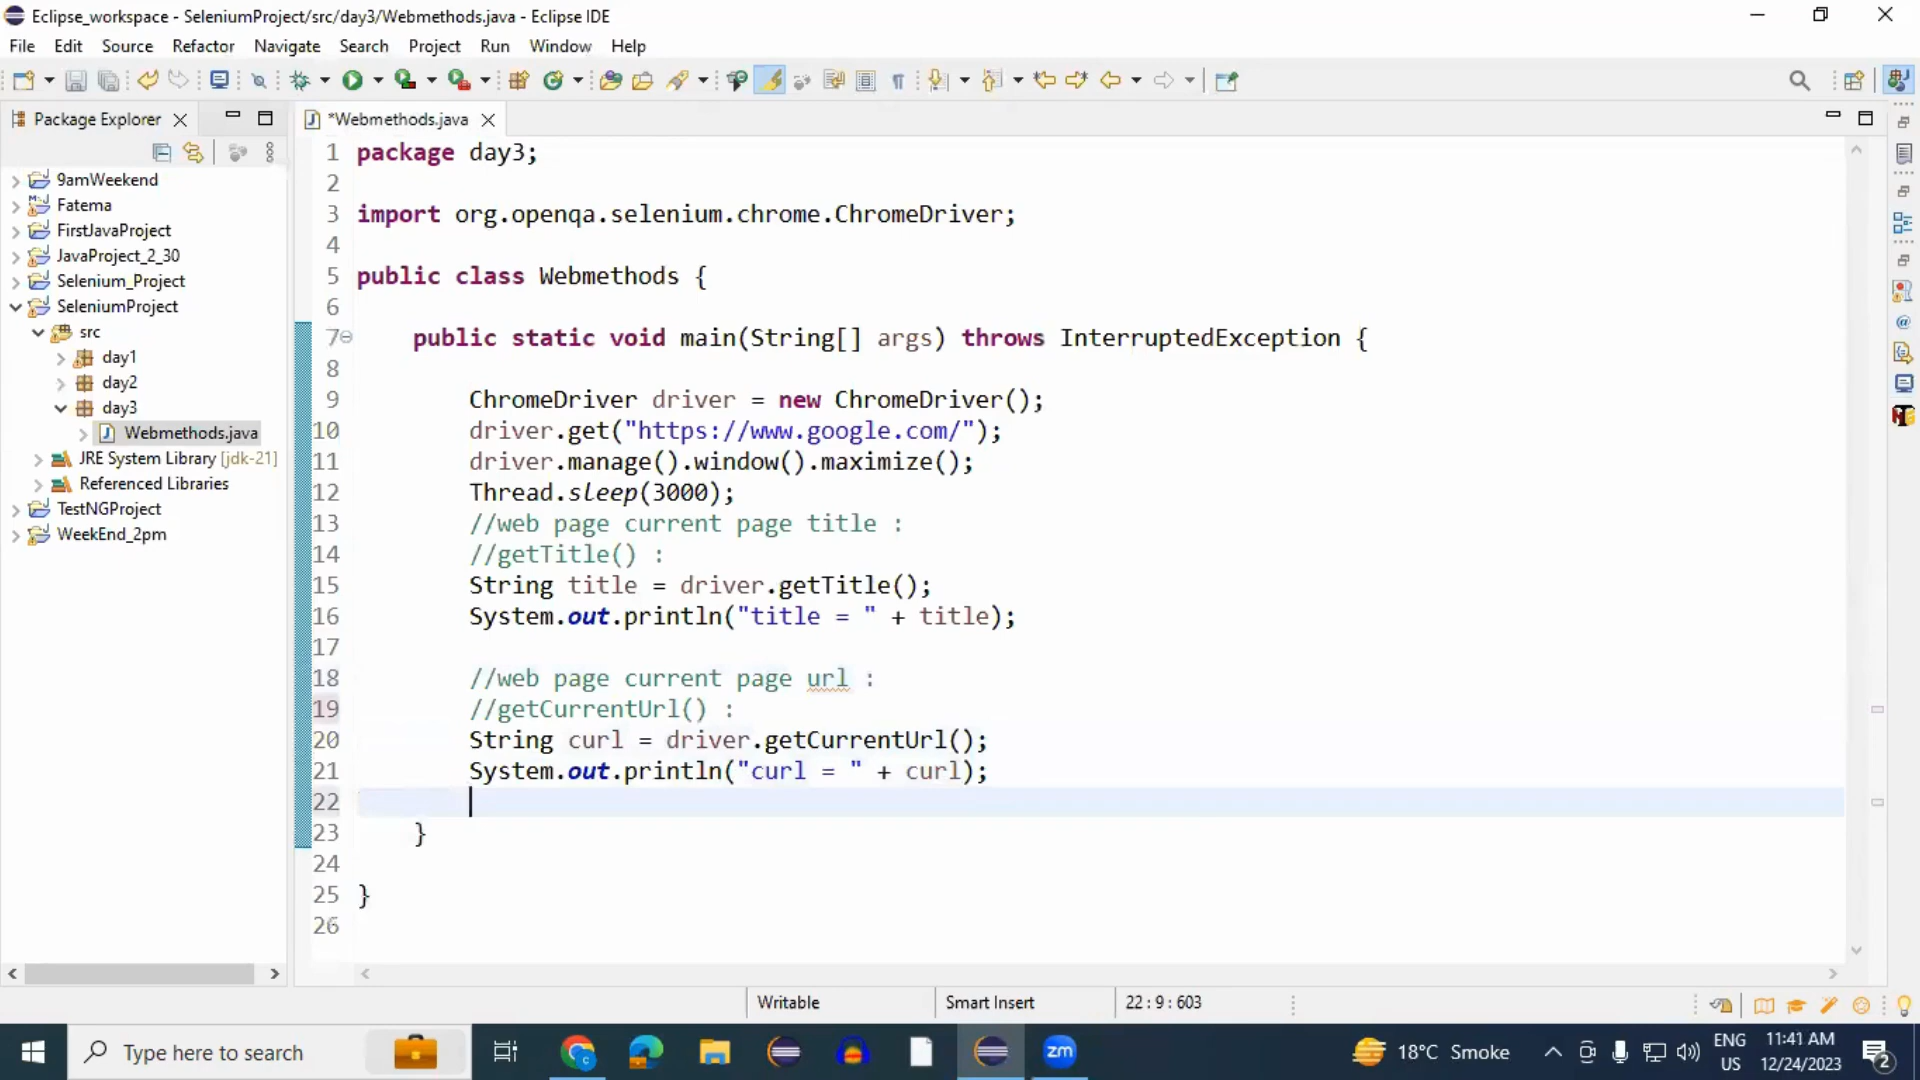 Eclipse_workspace - SeleniumProject/src/day3/Webmethods.java - Eclipse IDE
File Edit Source Refactor Navigate Search Project Run Window Help
Package Explorer
*Webmethods.java
9amWeekend
Fatema
FirstJavaProject
JavaProject_2_30
Selenium_Project
SeleniumProject
src
day1
day2
day3
Webmethods.java
JRE System Library [jdk-21]
Referenced Libraries
TestNGProject
WeekEnd_2pm
1 package day3;
2
3 import org.openqa.selenium.chrome.ChromeDriver;
4
5 public class Webmethods {
6
7 public static void main(String[] args) throws InterruptedException {
8
9 ChromeDriver driver = new ChromeDriver();
10 driver.get("https://www.google.com/");
11 driver.manage().window().maximize();
12 Thread.sleep(3000);
13 //web page current page title :
14 //getTitle() :
15 String title = driver.getTitle();
16 System.out.println("title = " + title);
17
18 //web page current page url :
19 //getCurrentUrl() :
20 String curl = driver.getCurrentUrl();
21 System.out.println("curl = " + curl);
22
23 }
24
25 }
26
Writable Smart Insert 22 : 9 : 603
Type here to search
zm
18°C Smoke
ENG
US
11:41 AM
12/24/2023
2